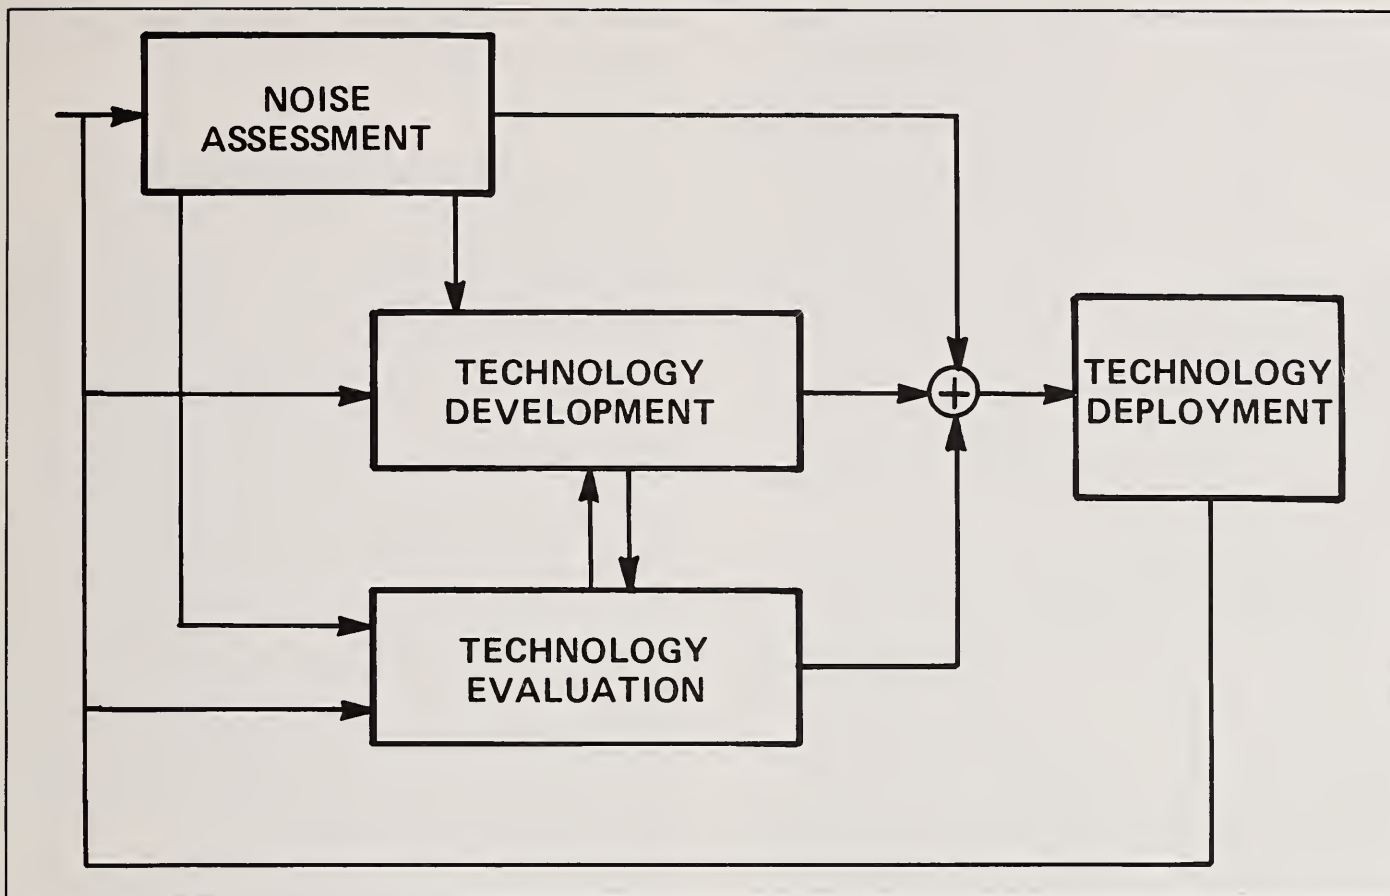 NOISE
ASSESSMENT
TECHNOLOGY
DEVELOPMENT
TECHNOLOGY
DEPLOYMENT
TECHNOLOGY
EVALUATION